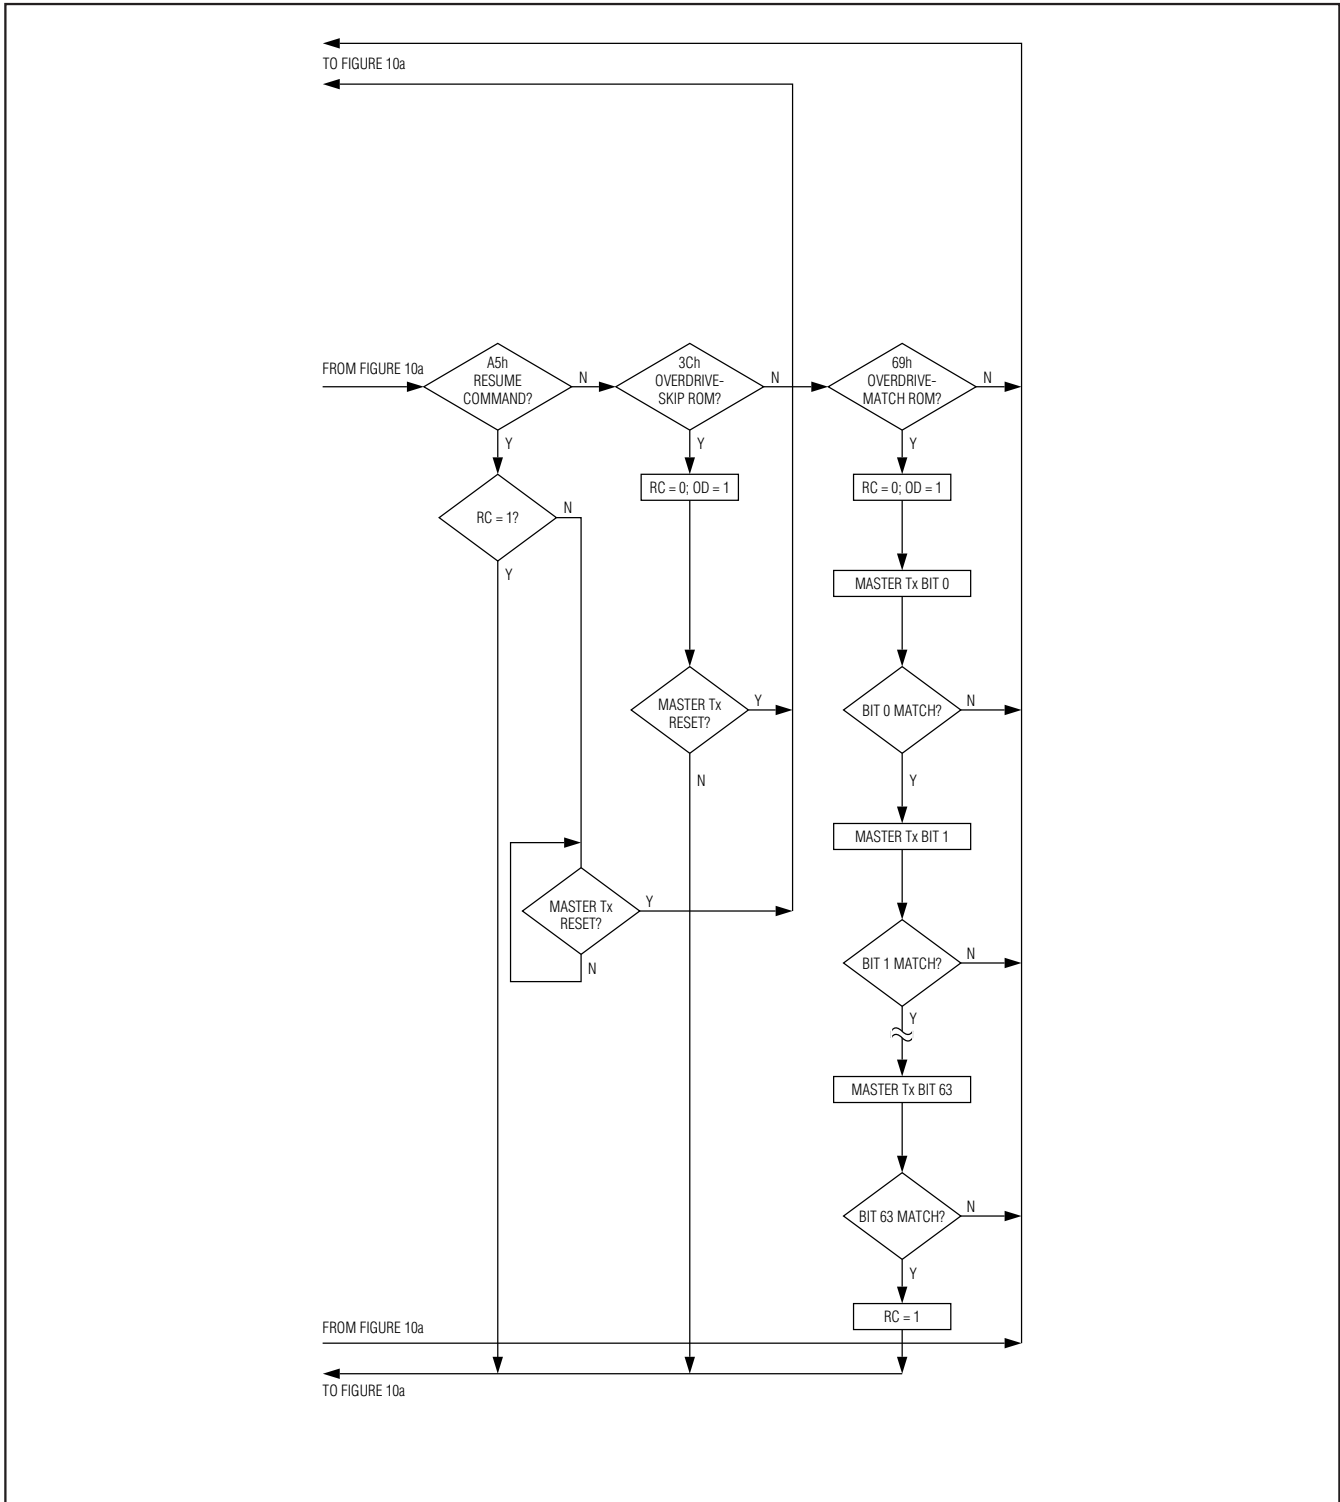 TO FIGURE 10a
FROM FIGURE 10a
A5h
RESUME
COMMAND?
N
3Ch
OVERDRIVE-
SKIP ROM?
N
69h
OVERDRIVE-
MATCH ROM?
N
Y
Y
Y
RC = 1?
N
RC = 0; OD = 1
RC = 0; OD = 1
Y
MASTER Tx BIT 0
MASTER Tx
RESET?
Y
BIT 0 MATCH?
N
N
Y
MASTER Tx BIT 1
MASTER Tx
RESET?
Y
N
BIT 1 MATCH?
N
Y
MASTER Tx BIT 63
BIT 63 MATCH?
N
Y
RC = 1
FROM FIGURE 10a
TO FIGURE 10a